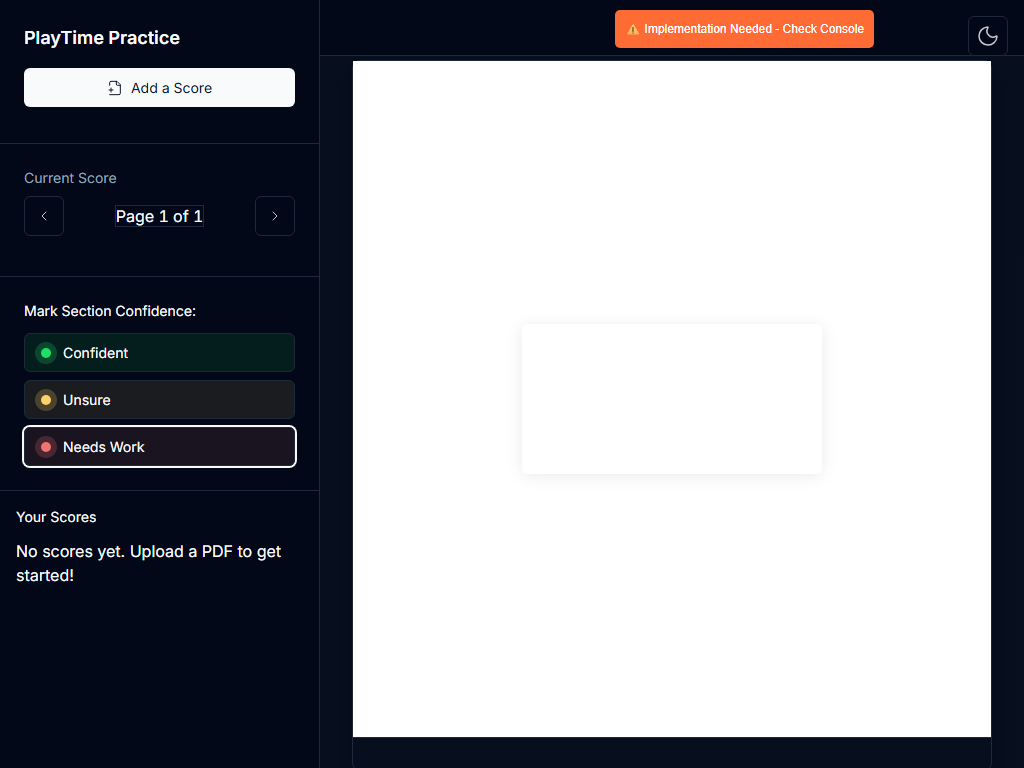 PlayTime Practice
⚠️ Implementation Needed - Check Console
Add a Score
Current Score
Page 1 of 1
Mark Section Confidence:
Confident
Unsure
Needs Work
Your Scores
No scores yet. Upload a PDF to get
started!